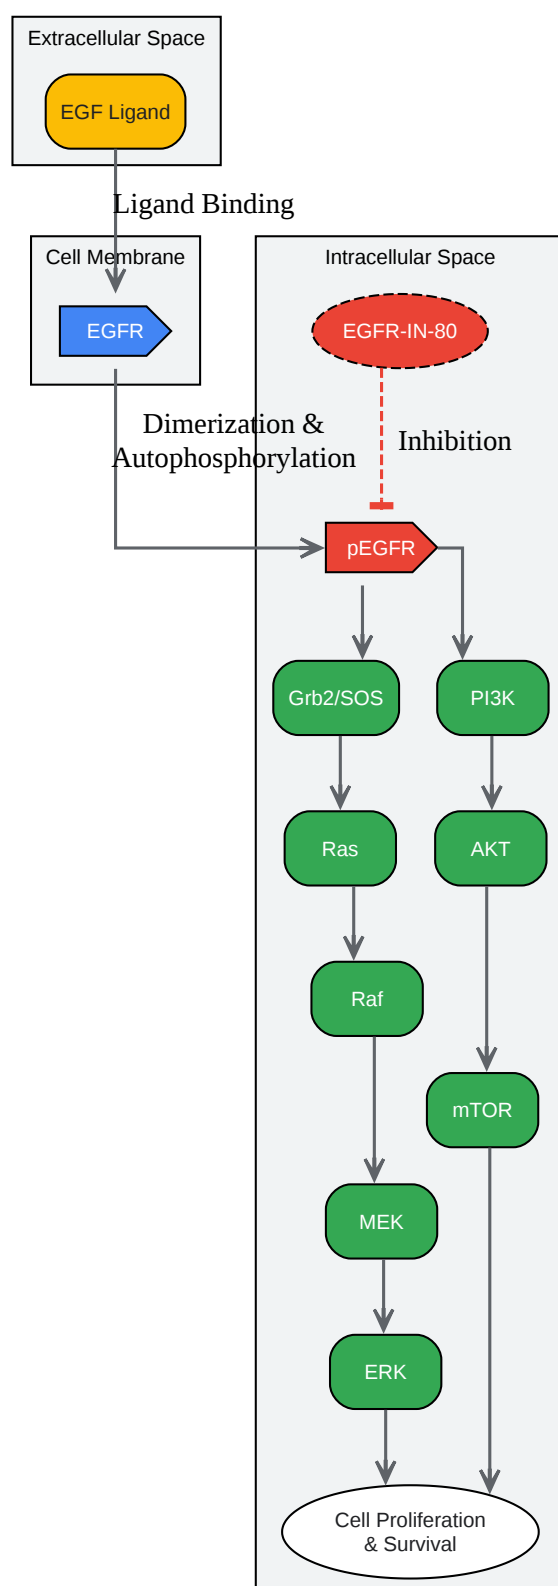 Extracellular Space
EGF Ligand
Ligand Binding
Cell Membrane
Intracellular Space
EGFR
EGFR-IN-80
Dimerization &
Autophosphorylation
Inhibition
pEGFR
Grb2/SOS
PI3K
Ras
AKT
Raf
mTOR
MEK
ERK
Cell Proliferation
& Survival